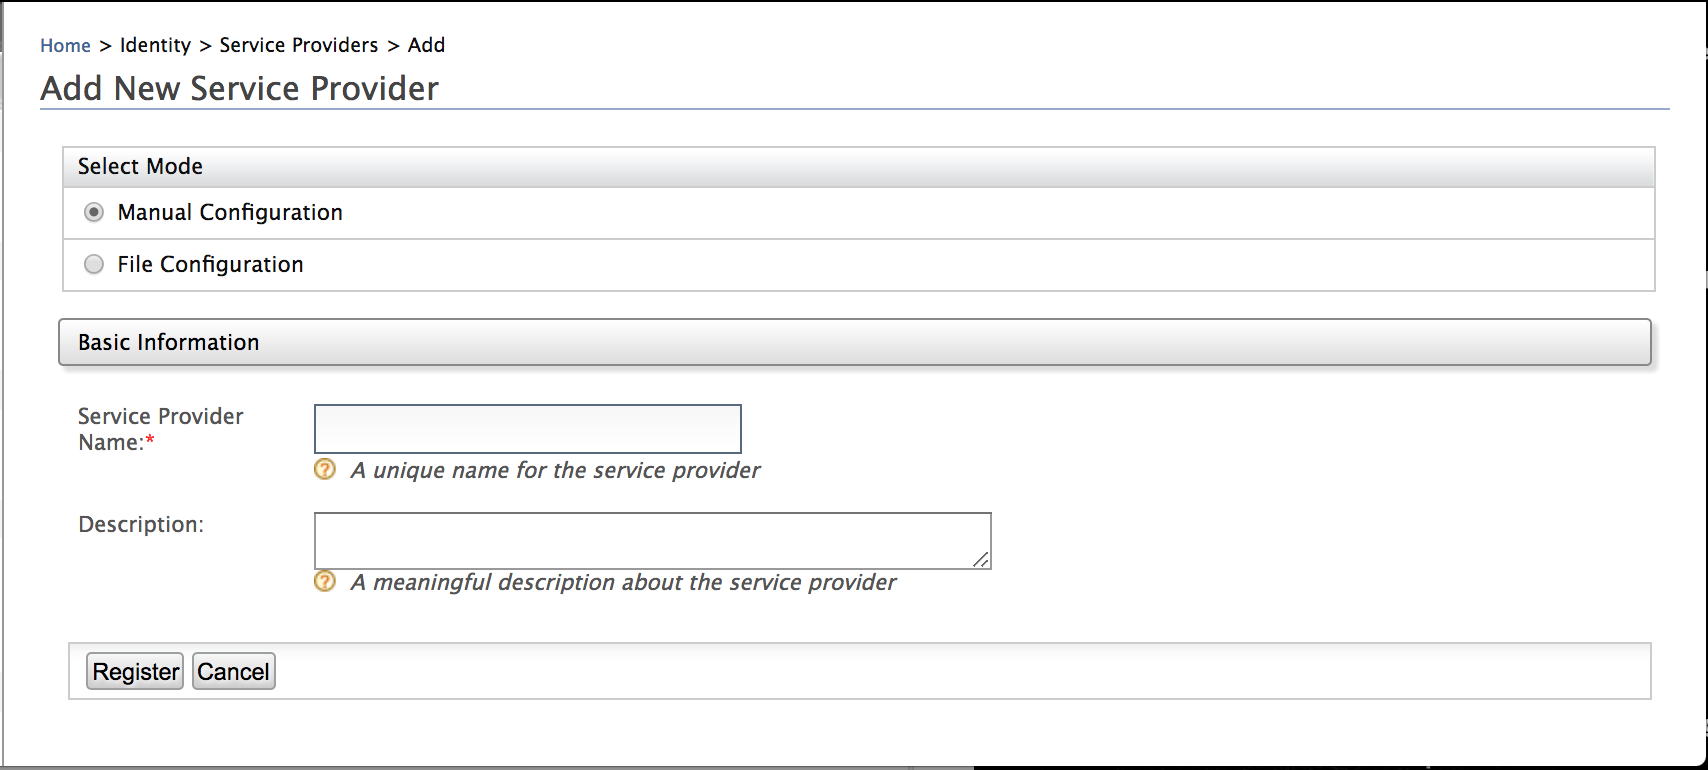 Home > Identity > Service Providers > Add
Add New Service Provider
Select Mode
Manual Configuration
File Configuration
Basic Information
Service Provider
Name:*
? A unique name for the service provider
Description:
? A meaningful description about the service provider
Register Cancel